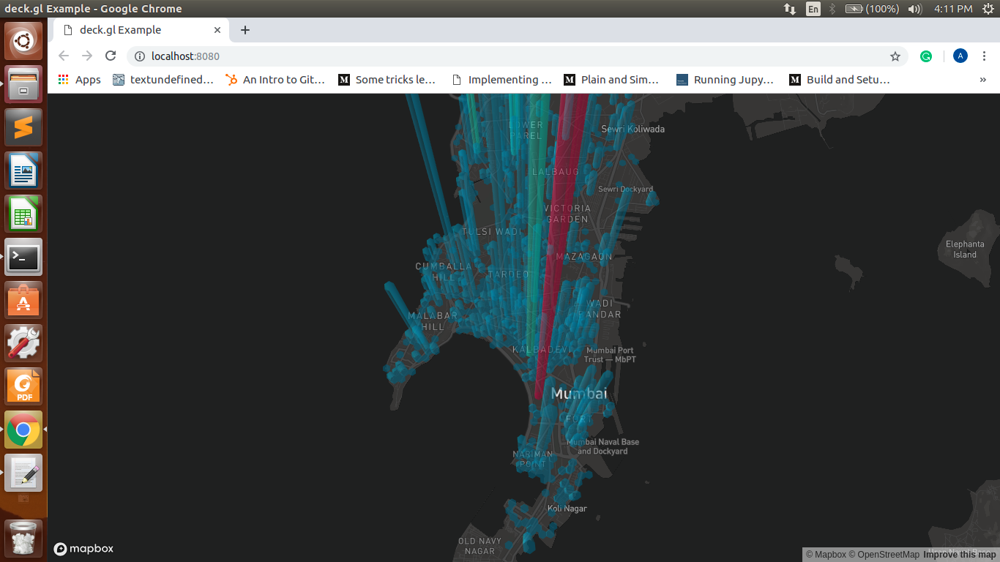 deck.gl Example - Google Chrome
En
(100%)
4:11 PM
deck.gl Example
localhost:8080
A
Apps
textundefined…
An Intro to Git…
Some tricks le…
Implementing …
Plain and Sim…
Running Jupy…
Build and Setu…
»
LOWER
PAREL
Sewri Koliwada
LALBAUG
Sewri Dockyard
VICTORIA
GARDEN
TULSI WADI
Elephanta
Island
MAZAGAON
CUMBALLA
HILL
TARDEO
WADI
BANDAR
MALABAR
HILL
KALBADEVI
Mumbai Port
Trust — MbPT
Mumbai
FORT
Mumbai Naval Base
and Dockyard
NARIMAN
POINT
Koli Nagar
OLD NAVY
NAGAR
PDF
mapbox
© Mapbox © OpenStreetMap Improve this map